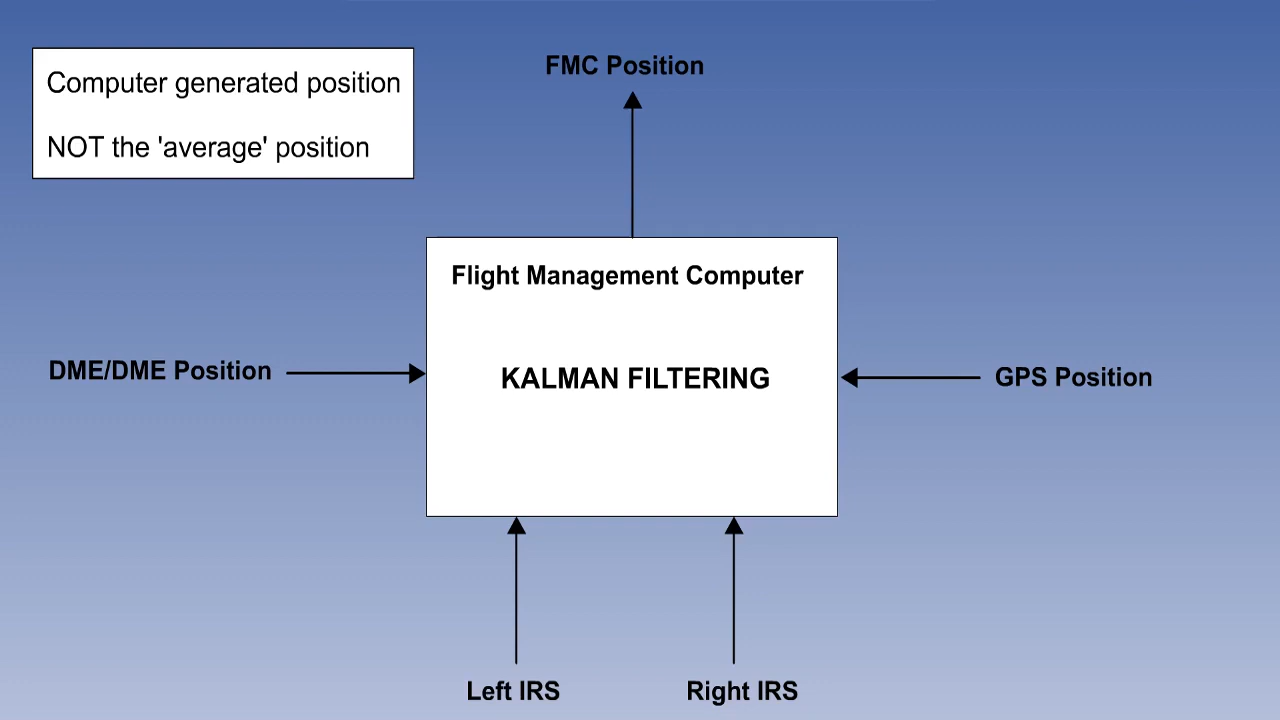 Computer generated position
NOT the 'average' position
FMC Position
Flight Management Computer
KALMAN FILTERING
DME/DME Position
GPS Position
Left IRS
Right IRS